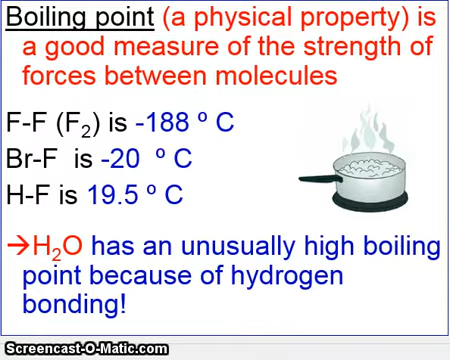 Boiling point (a physical property) is
a good measure of the strength of
forces between molecules
F-F (F₂) is -188 º C
Br-F is -20 º C
H-F is 19.5 º C
→H₂O has an unusually high boiling
point because of hydrogen
bonding!
Screencast-O-Matic.com